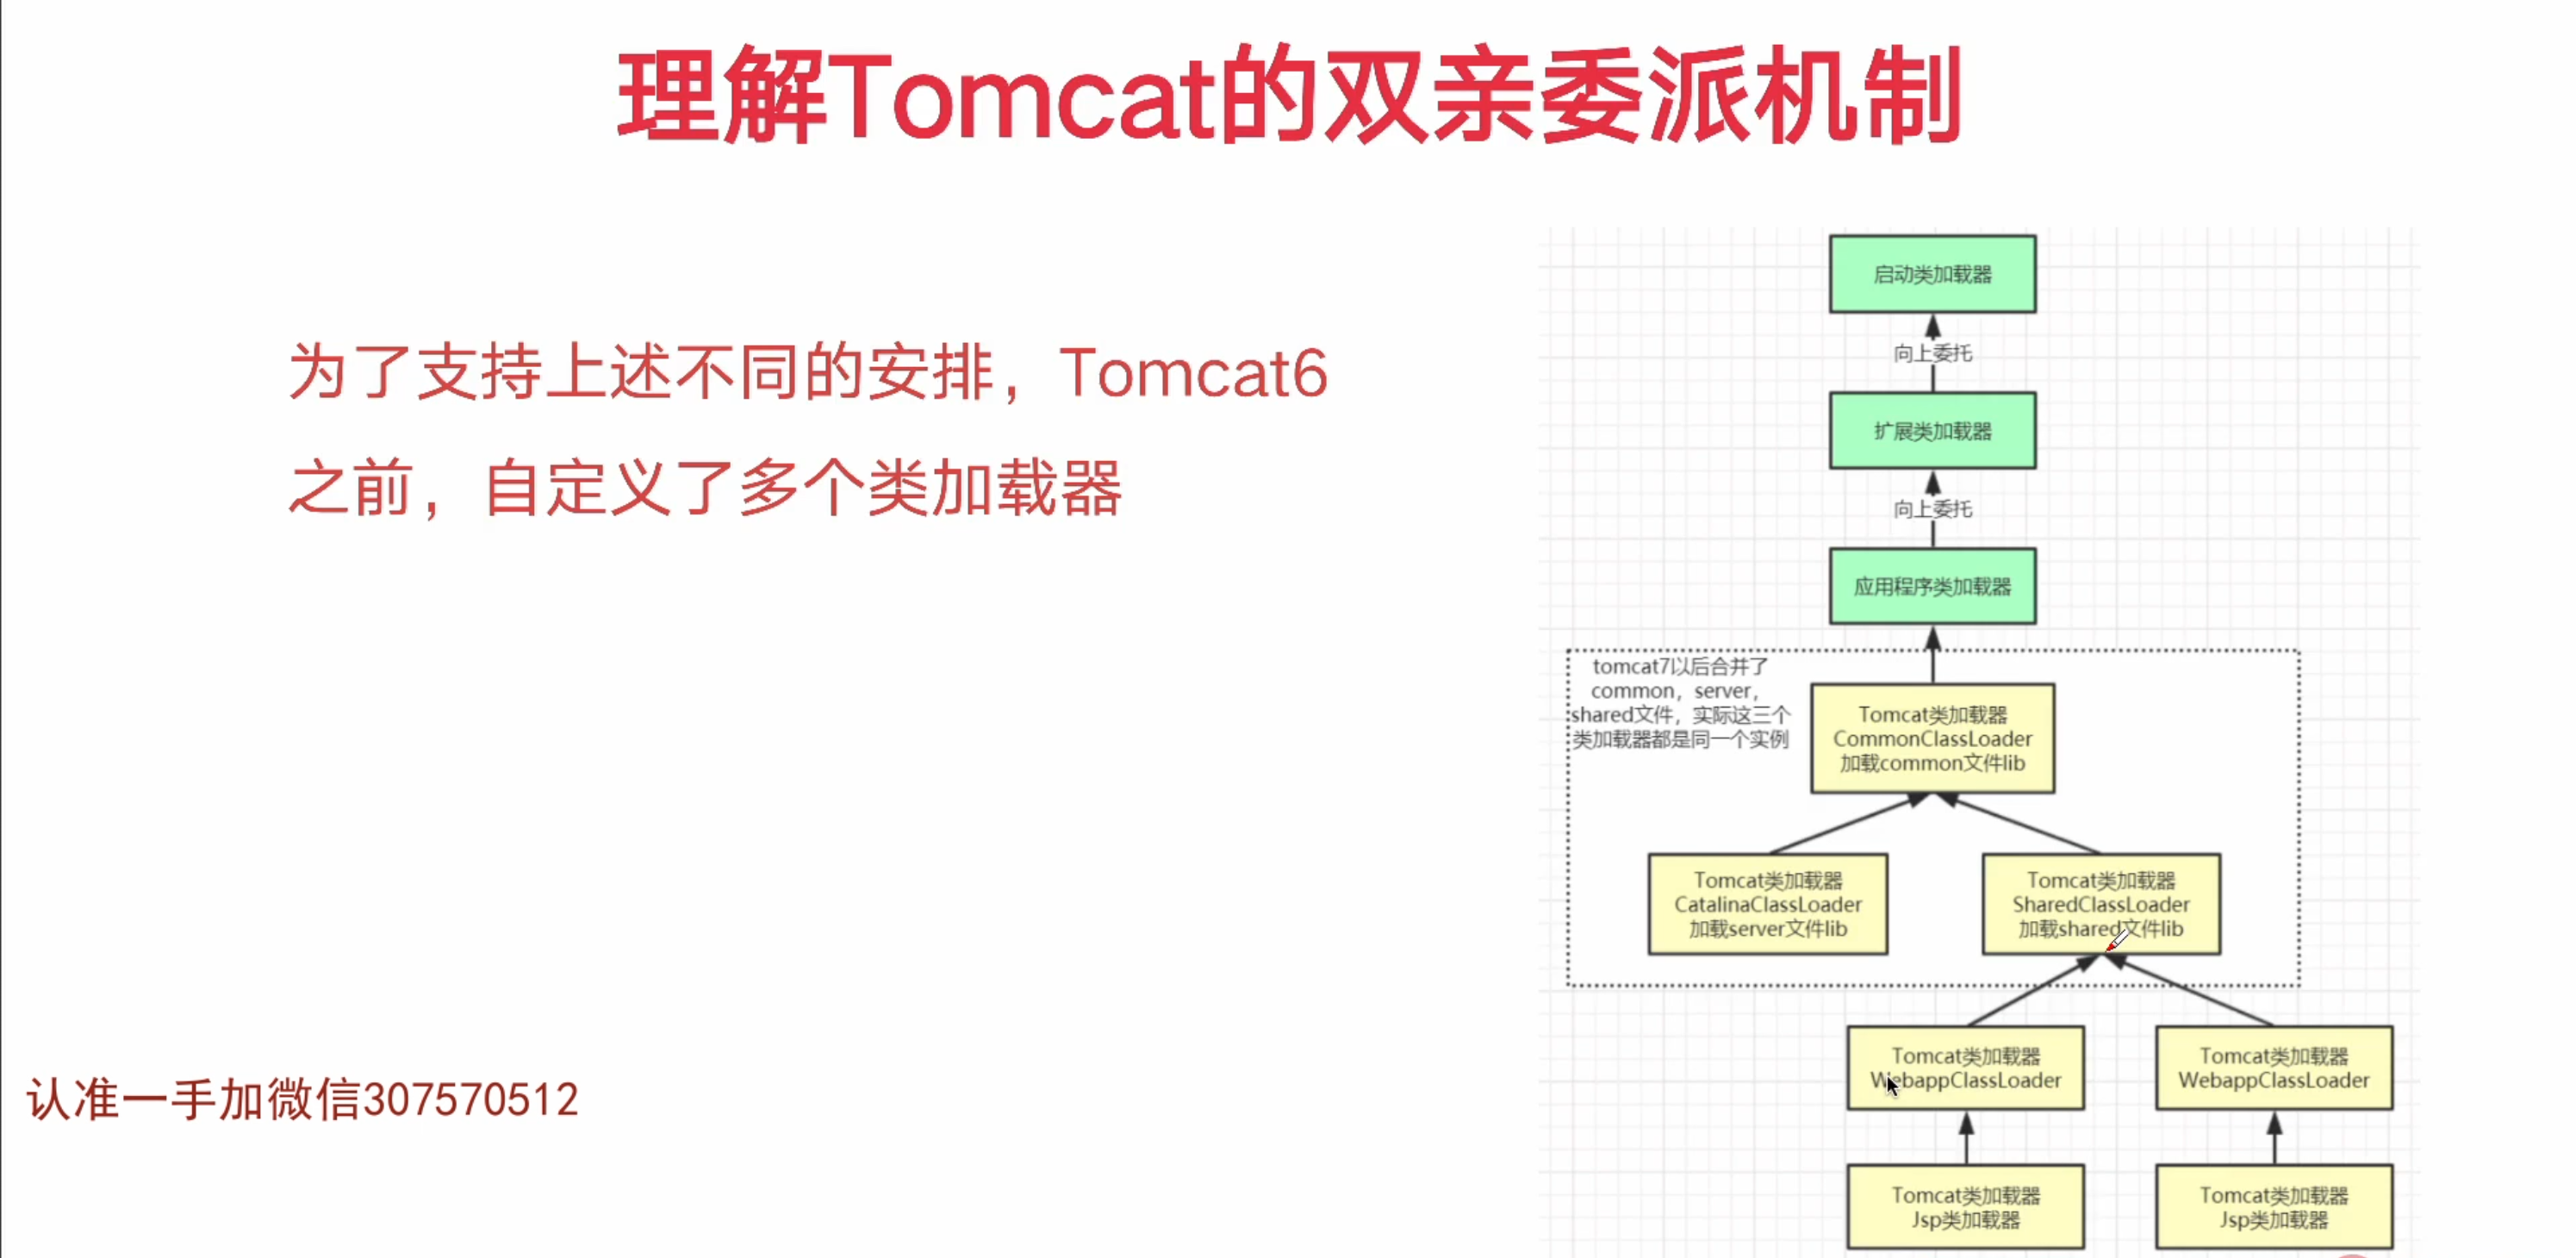 理解Tomcat的双亲委派机制
为了支持上述不同的安排，Tomcat6
之前，自定义了多个类加载器
启动类加载器
向上委托
扩展类加载器
向上委托
应用程序类加载器
tomcat7以后合并了
common，server，
shared文件，实际这三个
类加载器都是同一个实例
Tomcat类加载器
CommonClassLoader
加载common文件lib
Tomcat类加载器
CatalinaClassLoader
加载server文件lib
Tomcat类加载器
SharedClassLoader
加载shared文件lib
Tomcat类加载器
WebappClassLoader
Tomcat类加载器
WebappClassLoader
Tomcat类加载器
Jsp类加载器
Tomcat类加载器
Jsp类加载器
认准一手加微信307570512